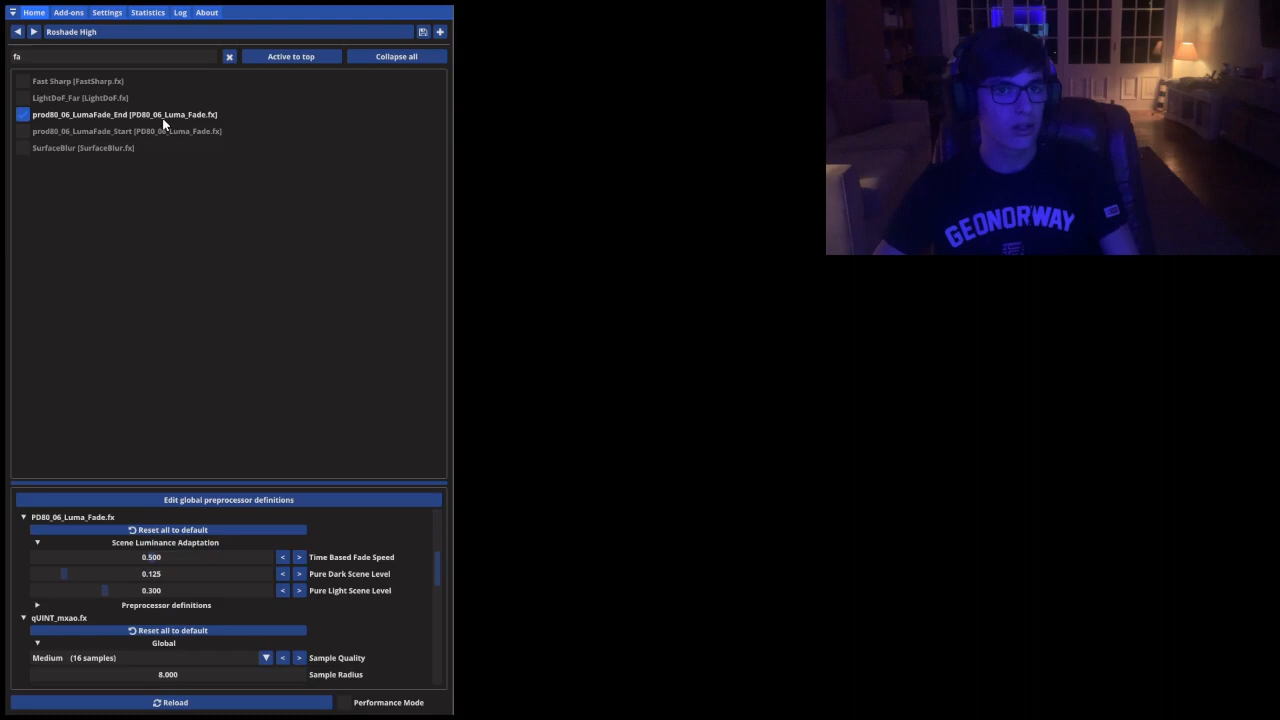 Home Add-ons Settings Statistics Log About
Roshade High
fa
Active to top
Collapse all
Fast Sharp [FastSharp.fx]
LightDoF_Far [LightDoF.fx]
prod80_06_LumaFade_End [PD80_06_Luma_Fade.fx]
prod80_06_LumaFade_Start [PD80_06_Luma_Fade.fx]
SurfaceBlur [SurfaceBlur.fx]
Edit global preprocessor definitions
PD80_06_Luma_Fade.fx
Reset all to default
Scene Luminance Adaptation
0.500 < > Time Based Fade Speed
0.125 < > Pure Dark Scene Level
0.300 < > Pure Light Scene Level
Preprocessor definitions
qUINT_mxao.fx
Reset all to default
Global
Medium (16 samples) < > Sample Quality
8.000 Sample Radius
Reload
Performance Mode
GEONORWAY